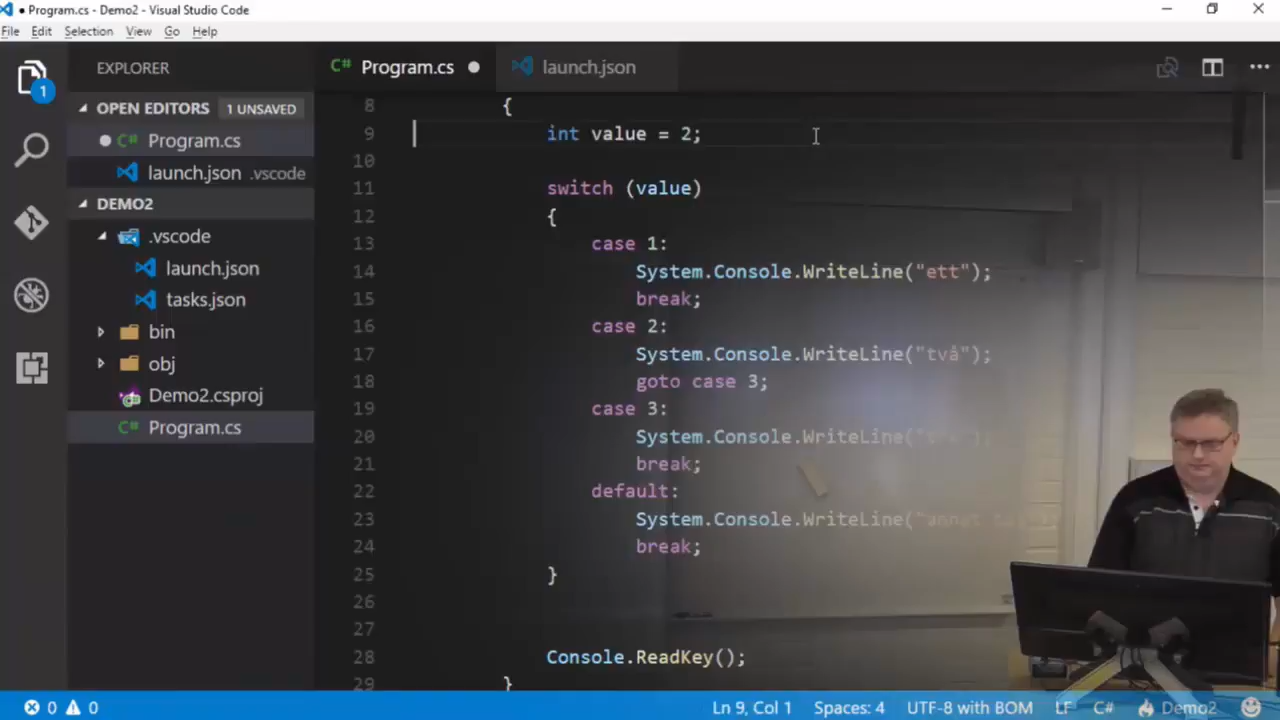 Program.cs - Demo2 - Visual Studio Code
File Edit Selection View Go Help
EXPLORER
Program.cs
launch.json
1
OPEN EDITORS 1 UNSAVED
Program.cs
launch.json .vscode
DEMO2
.vscode
launch.json
tasks.json
bin
obj
Demo2.csproj
Program.cs
8 {
9 int value = 2;
10
11 switch (value)
12 {
13 case 1:
14 System.Console.WriteLine("ett");
15 break;
16 case 2:
17 System.Console.WriteLine("två");
18 goto case 3;
19 case 3:
20 System.Console.WriteLine(
21 break;
22 default:
23 System.Console.WriteLine("annat
24 break;
25 }
26
27
28 Console.ReadKey();
29 }
0 0
Ln 9, Col 1 Spaces: 4 UTF-8 with BOM LF C# Demo2